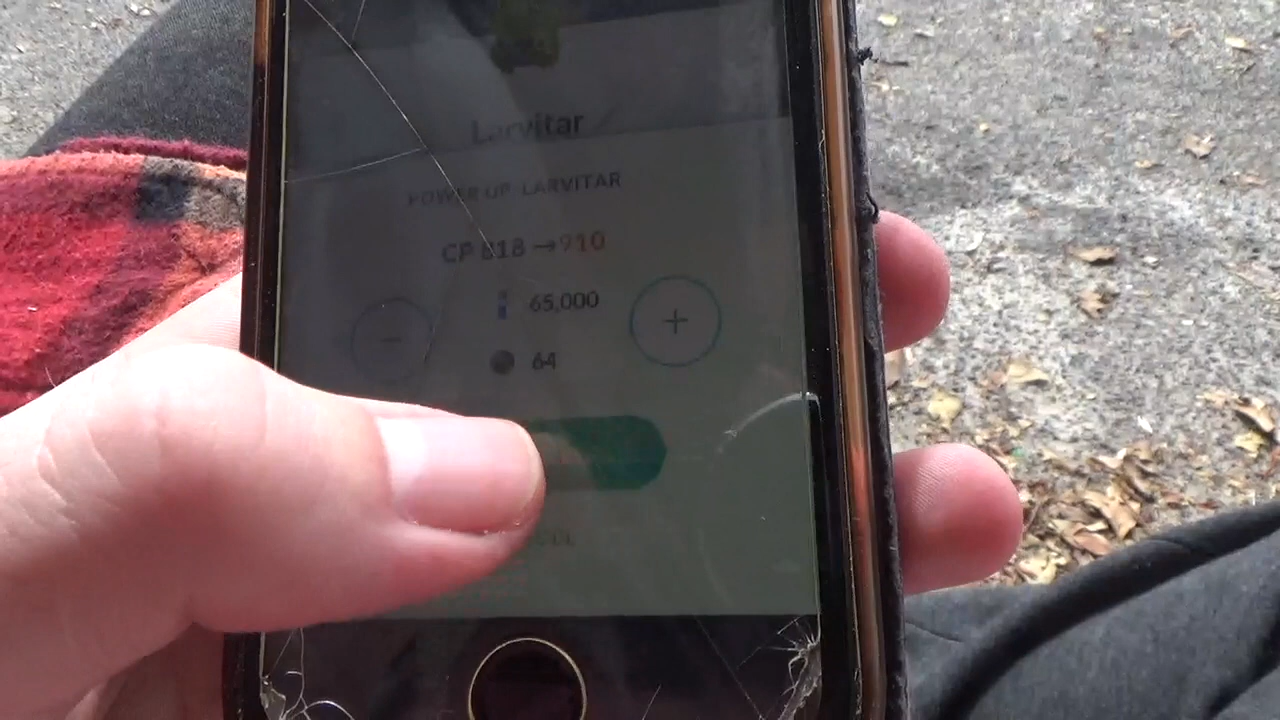 Larvitar
POWER UP LARVITAR
CP 818 →910
65,000
64